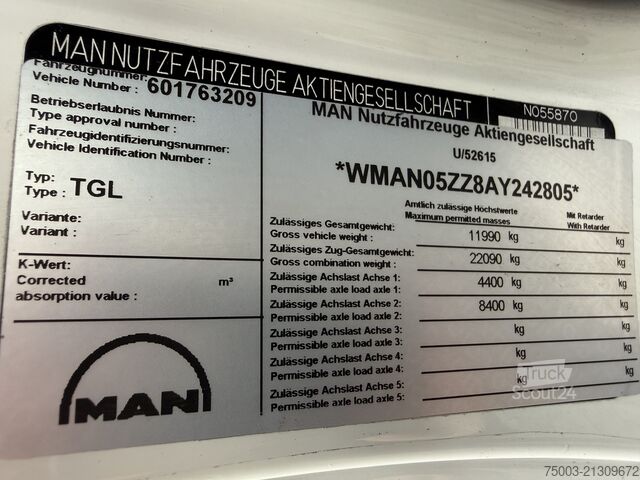 MAN NUTZFAHRZEUGE AKTIENGESELLSCHAFT
N055870
Fahrzeugnummer:
Vehicle Number : 601763209
Betriebserlaubnis Nummer:
Type approval number :
Fahrzeugidentifizierungsnummer:
Vehicle Identification Number :
Typ:
Type : TGL
Variante:
Variant :
K-Wert:
Corrected m³
absorption value :
MAN
MAN Nutzfahrzeuge Aktiengesellschaft
U/52615
*WMAN05ZZ8AY242805*
Amtlich zulässige Höchstwerte Mit Retarder
Maximum permitted masses With Retarder
Zulässiges Gesamtgewicht:
Gross vehicle weight : 11990 kg kg
Zulässiges Zug-Gesamtgewicht:
Gross combination weight : 22090 kg kg
Zulässige Achslast Achse 1:
Permissible axle load axle 1: 4400 kg kg
Zulässige Achslast Achse 2:
Permissible axle load axle 2: 8400 kg kg
Zulässige Achslast Achse 3:
Permissible axle load axle 3: kg kg
Zulässige Achslast Achse 4:
Permissible axle load axle 4: kg kg
Zulässige Achslast Achse 5:
Permissible axle load axle 5: kg kg
Truck
Scout24
75003-21309672